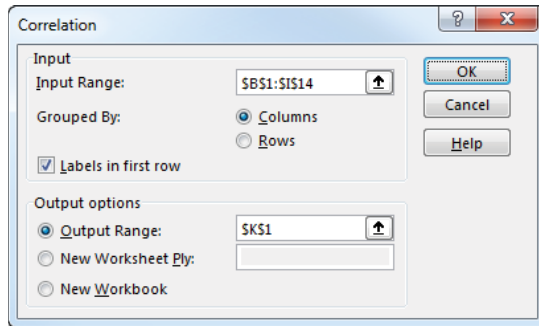 Correlation
Input
Input Range:
$B$1:$I$14
Grouped By:
Columns
Rows
Labels in first row
Output options
Output Range:
$K$1
New Worksheet Ply:
New Workbook
?
X
OK
Cancel
Help